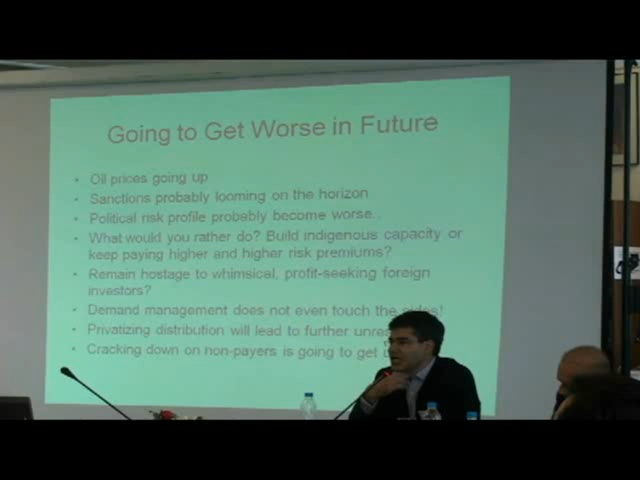 Going to Get Worse in Future
• Oil prices going up
• Sanctions probably looming on the horizon
• Political risk profile probably become worse..
• What would you rather do? Build indigenous capacity or
keep paying higher and higher risk premiums?
• Remain hostage to whimsical, profit-seeking foreign
investors?
• Demand management does not even touch the sides!
• Privatizing distribution will lead to further
• Cracking down on non-payers is going to get